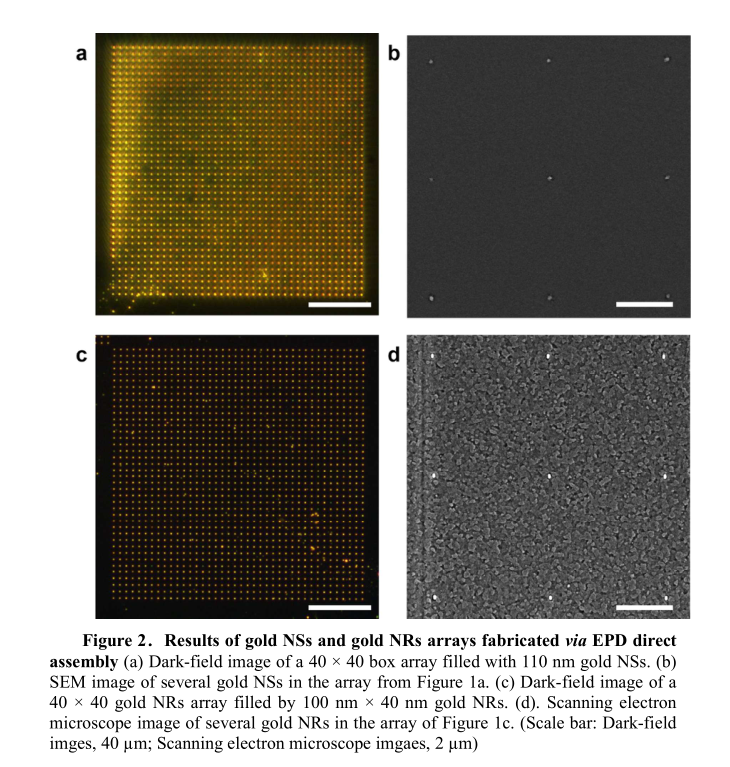 a
b
c
d
Figure 2. Results of gold NSs and gold NRs arrays fabricated via EPD direct
assembly (a) Dark-field image of a 40 × 40 box array filled with 110 nm gold NSs. (b)
SEM image of several gold NSs in the array from Figure 1a. (c) Dark-field image of a
40 × 40 gold NRs array filled by 100 nm × 40 nm gold NRs. (d). Scanning electron
microscope image of several gold NRs in the array of Figure 1c. (Scale bar: Dark-field
imges, 40 μm; Scanning electron microscope imgaes, 2 μm)